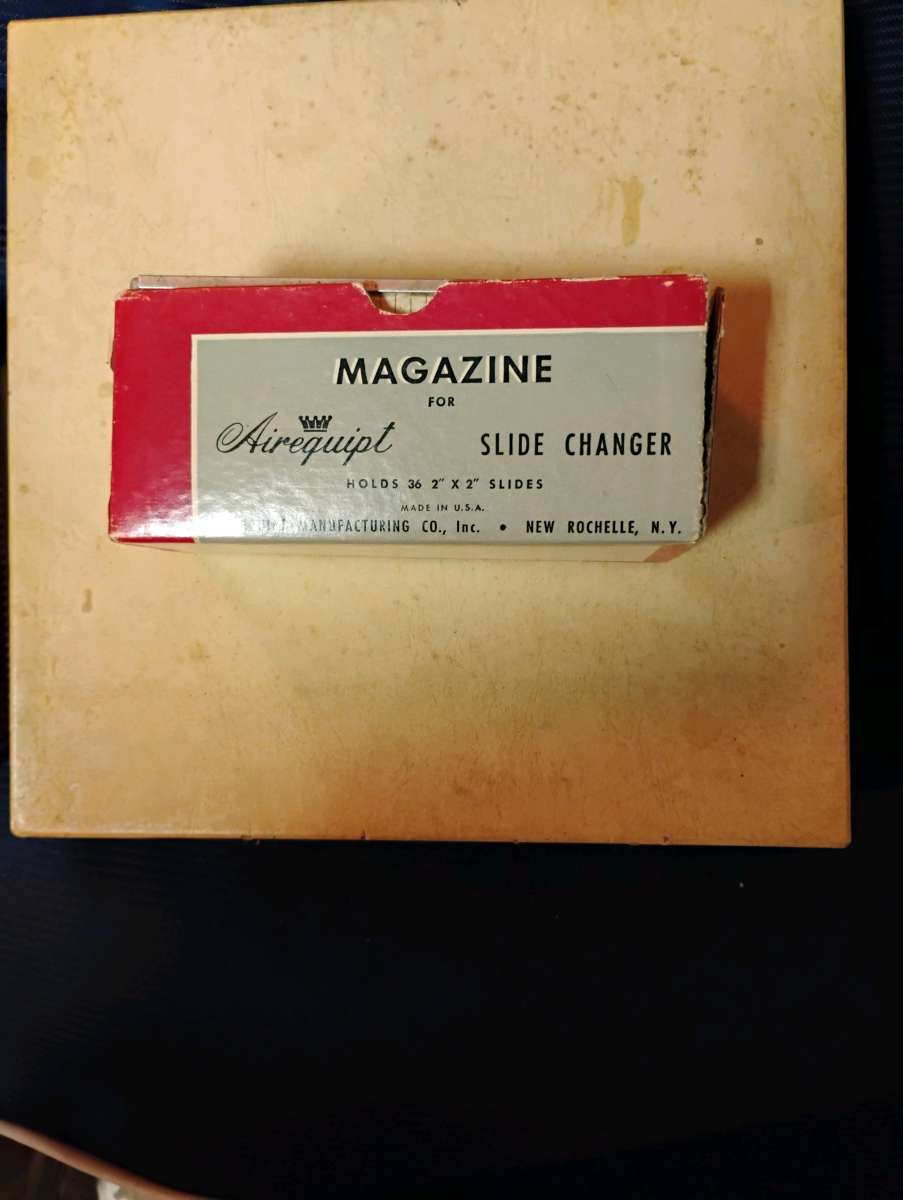 MAGAZINE
FOR
Airequipt SLIDE CHANGER
HOLDS 36 2" X 2" SLIDES
MADE IN U.S.A.
MANUFACTURING CO., Inc. • NEW ROCHELLE, N.Y.